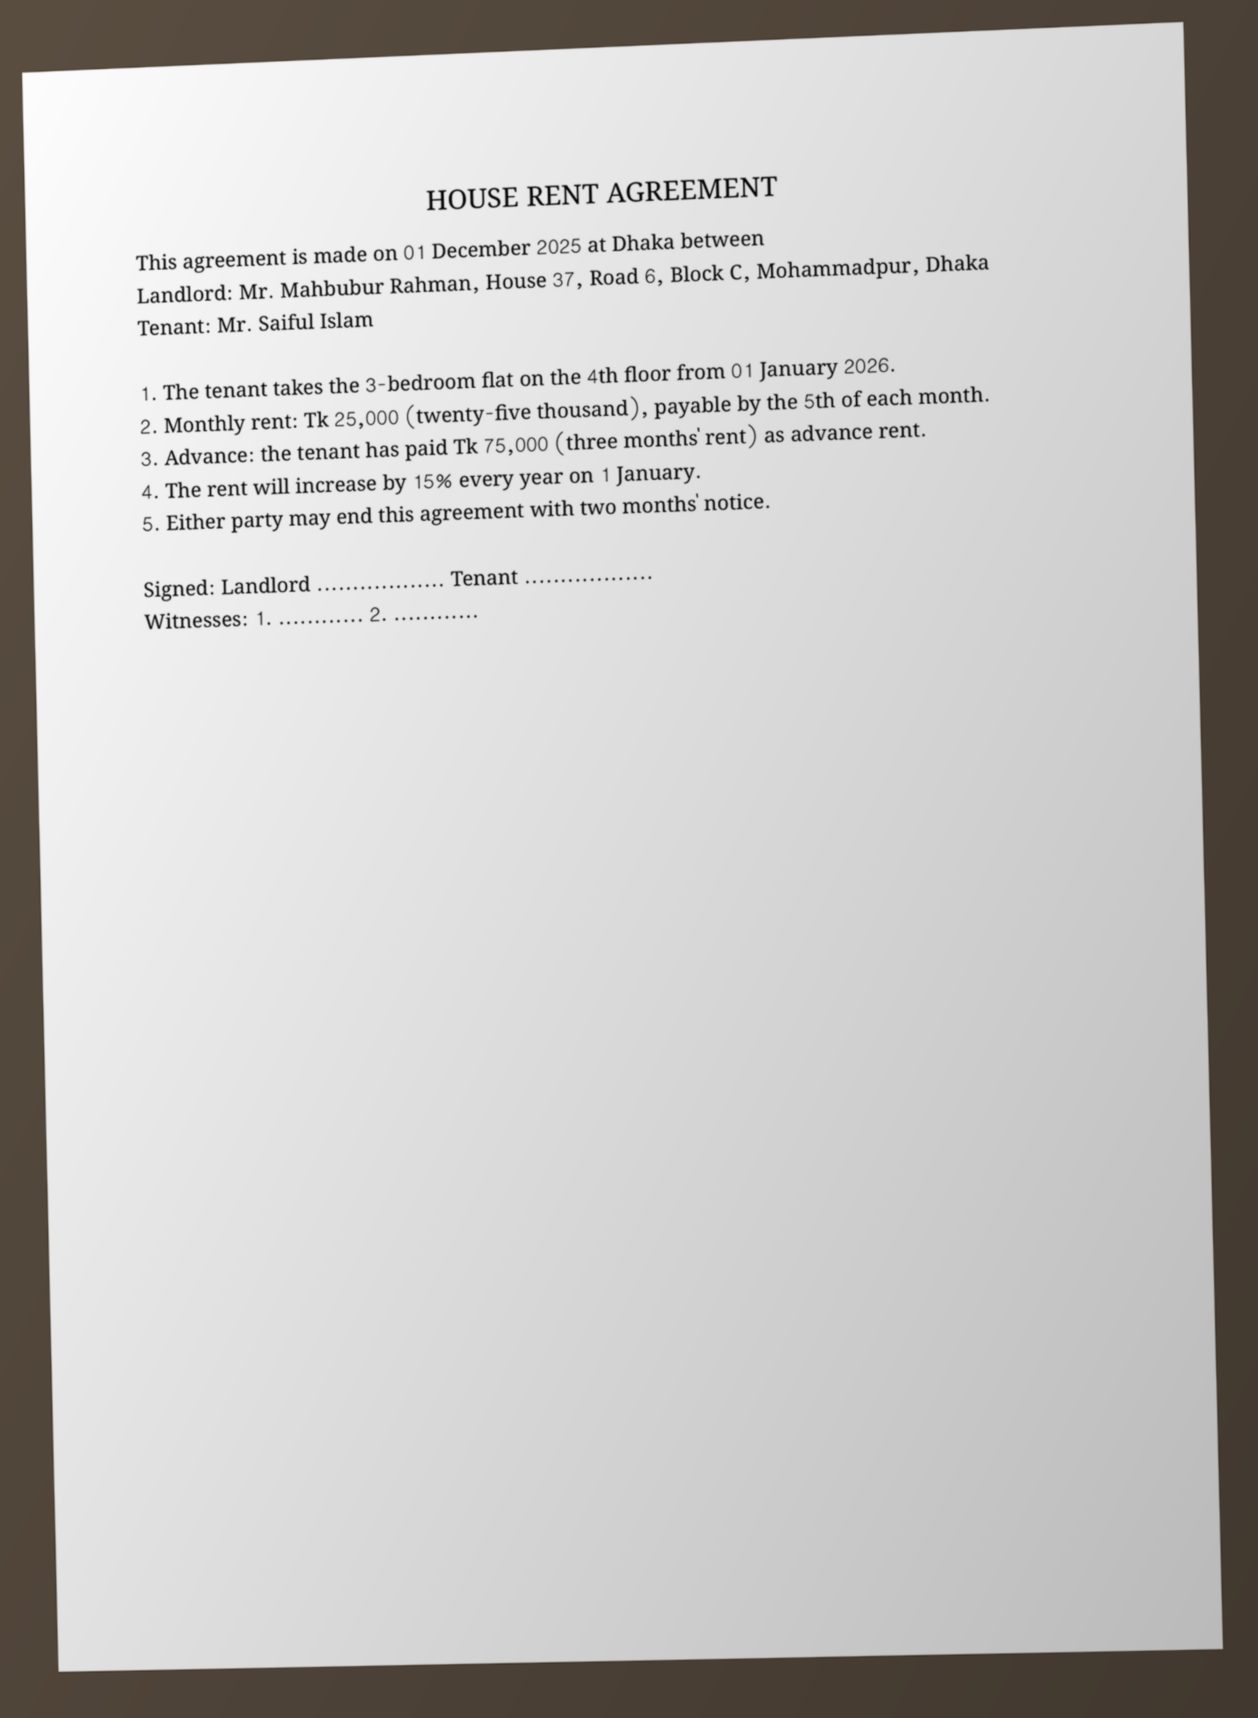 HOUSE RENT AGREEMENT
This agreement is made on 01 December 2025 at Dhaka between
Landlord: Mr. Mahbubur Rahman, House 37, Road 6, Block C, Mohammadpur, Dhaka
Tenant: Mr. Saiful Islam
1. The tenant takes the 3-bedroom flat on the 4th floor from 01 January 2026.
2. Monthly rent: Tk 25,000 (twenty-five thousand), payable by the 5th of each month.
3. Advance: the tenant has paid Tk 75,000 (three months' rent) as advance rent.
4. The rent will increase by 15% every year on 1 January.
5. Either party may end this agreement with two months' notice.
Signed: Landlord .................. Tenant ..................
Witnesses: 1. ............ 2. ............